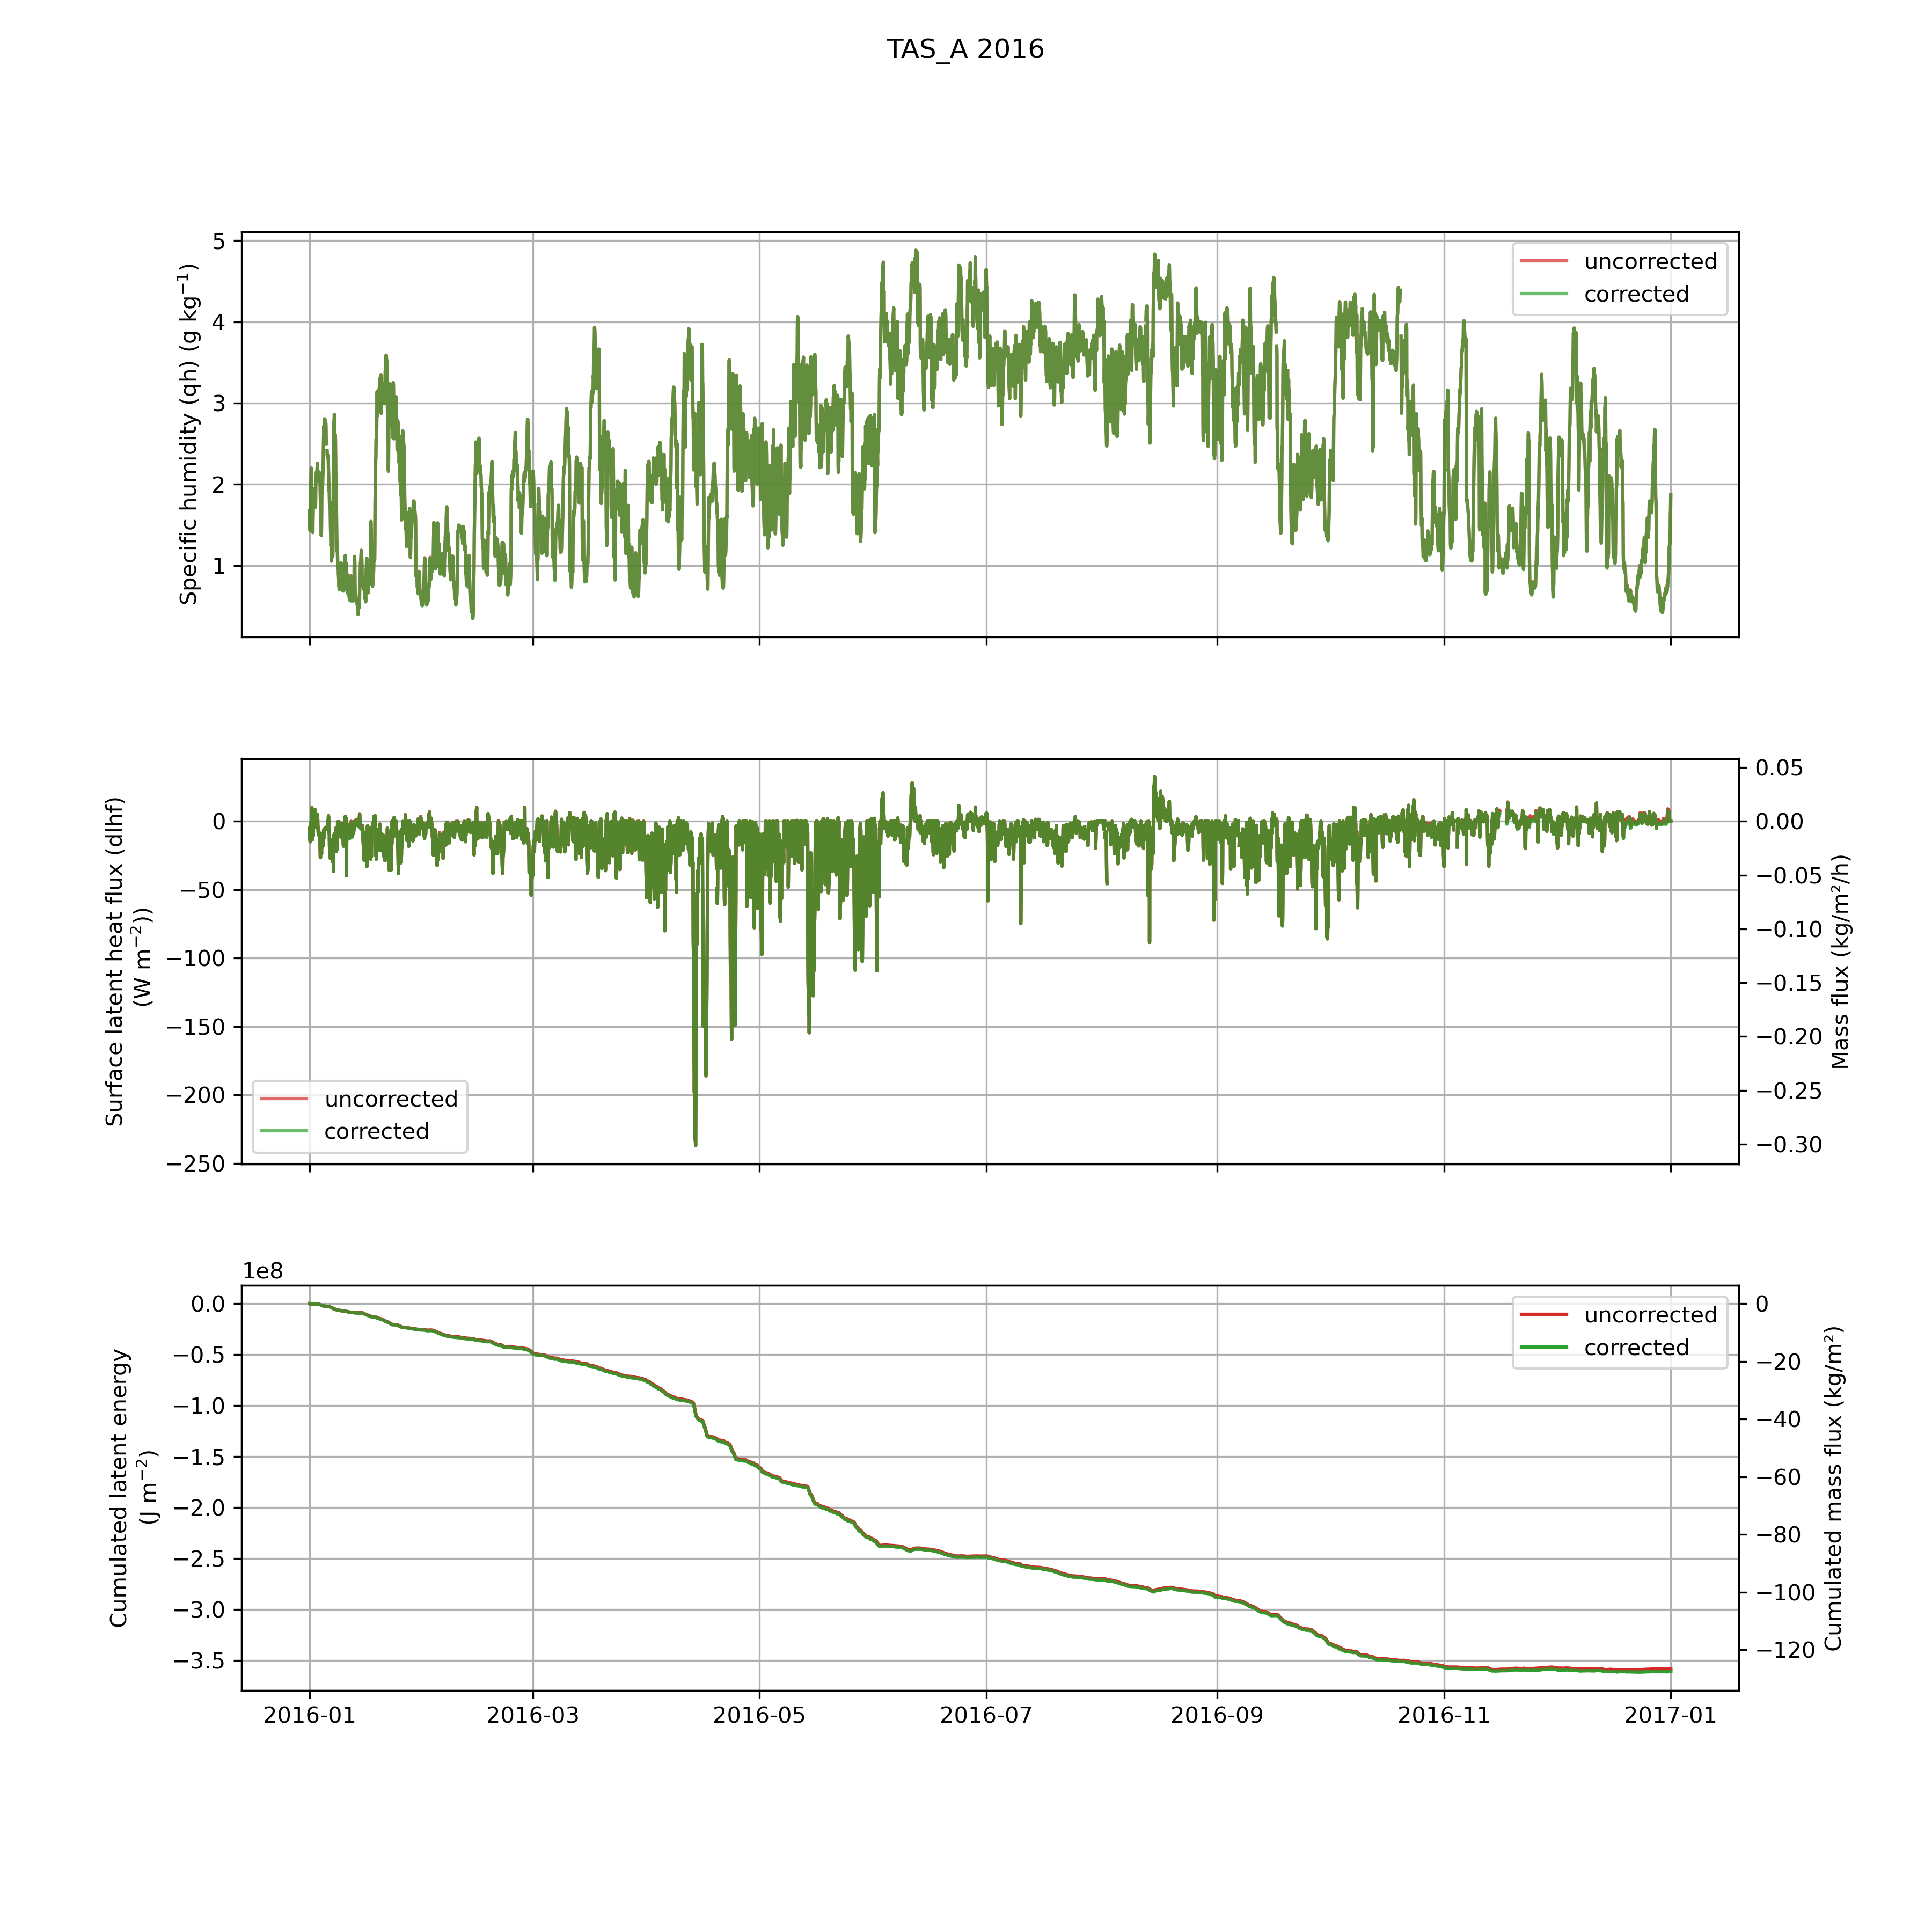 TAS_A 2016
Specific humidity (qh) (g kg⁻¹)
5
4
3
2
1
uncorrected
corrected
Surface latent heat flux (dlhf)
(W m⁻²))
0
−50
−100
−150
−200
−250
uncorrected
corrected
0.05
0.00
−0.05
−0.10
−0.15
−0.20
−0.25
−0.30
Mass flux (kg/m²/h)
1e8
Cumulated latent energy
(J m⁻²)
0.0
−0.5
−1.0
−1.5
−2.0
−2.5
−3.0
−3.5
uncorrected
corrected
0
−20
−40
−60
−80
−100
−120
Cumulated mass flux (kg/m²)
2016-01 2016-03 2016-05 2016-07 2016-09 2016-11 2017-01